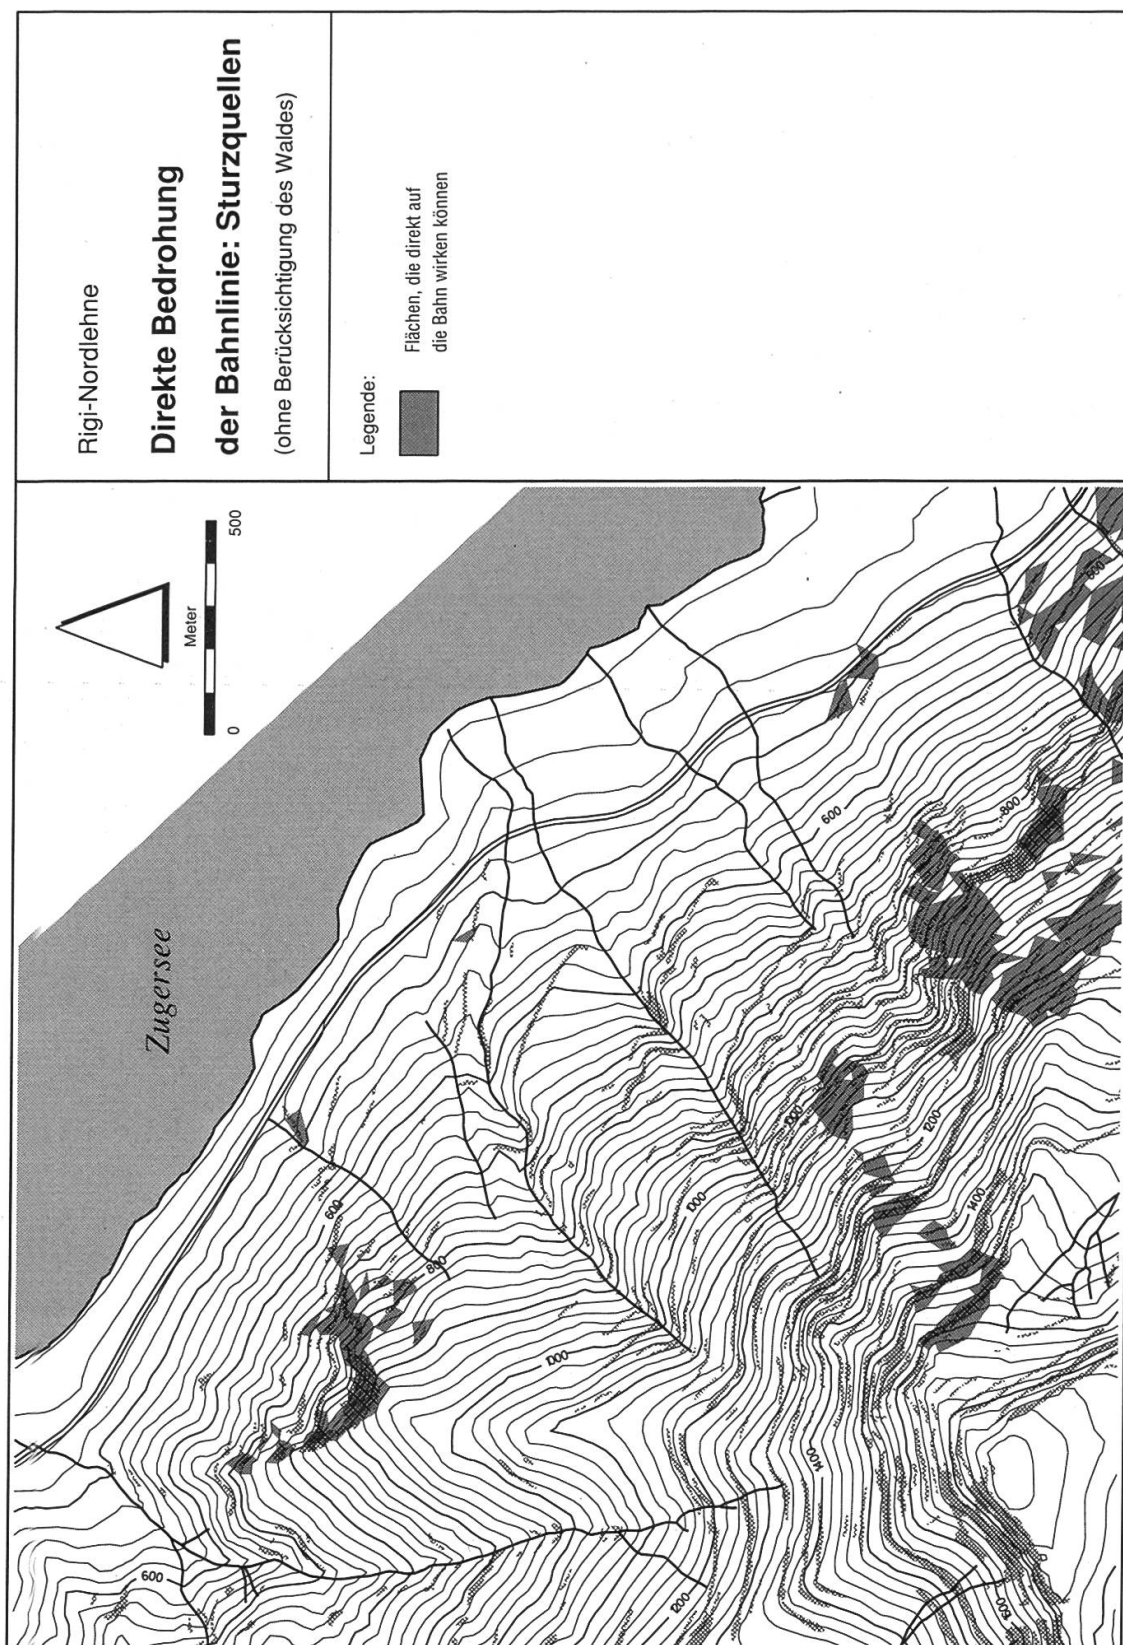 Rigi-Nordlehne
Direkte Bedrohung
der Bahnlinie: Sturzquellen
(ohne Berücksichtigung des Waldes)
Legende:
Flächen, die direkt auf
die Bahn wirken können
Meter
0
500
Zugersee
600
600
800
1000
1000
1000
600
800
600
1200
1400
1400
1200
600